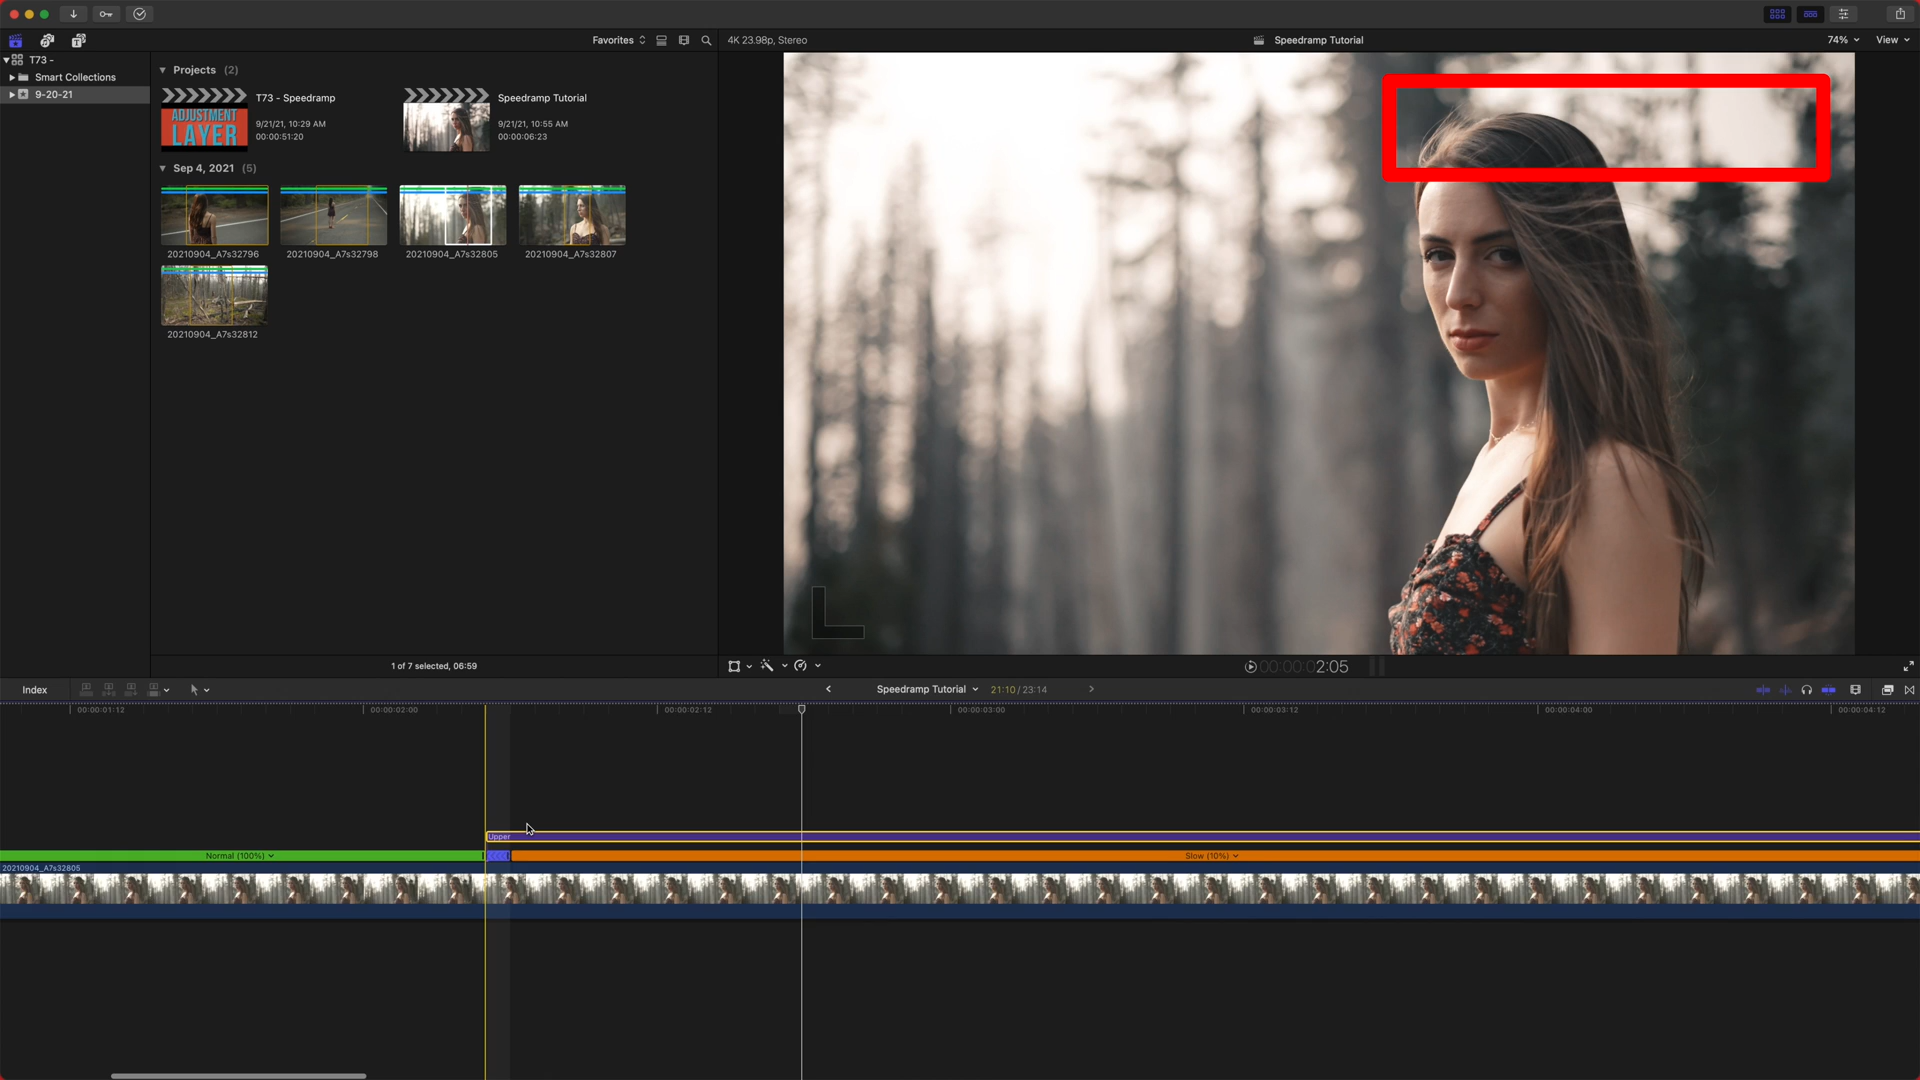 Favorites
4K 23.98p, Stereo
Speedramp Tutorial
74%
View
T73 -
Smart Collections
9-20-21
Projects (2)
ADJUSTMENT
LAYER
T73 - Speedramp
9/21/21, 10:29 AM
00:00:51:20
Speedramp Tutorial
9/21/21, 10:55 AM
00:00:06:23
Sep 4, 2021 (5)
20210904_A7s32796
20210904_A7s32798
20210904_A7s32805
20210904_A7s32807
20210904_A7s32812
1 of 7 selected, 06:59
00:00:02:05
Index
Speedramp Tutorial
21:10 / 23:14
00:00:01:12
00:00:02:00
00:00:02:12
00:00:03:00
00:00:03:12
00:00:04:00
00:00:04:12
Upper
Normal (100%)
Slow (10%)
20210904_A7s32805